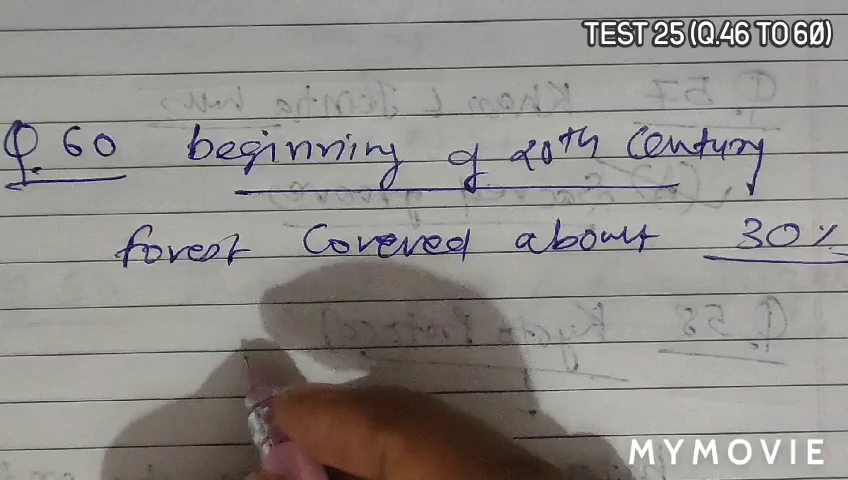 TEST 25 (Q.46 TO 60)
Q. 60 beginning of 20th Century
forest Covered about 30%
MYMOVIE